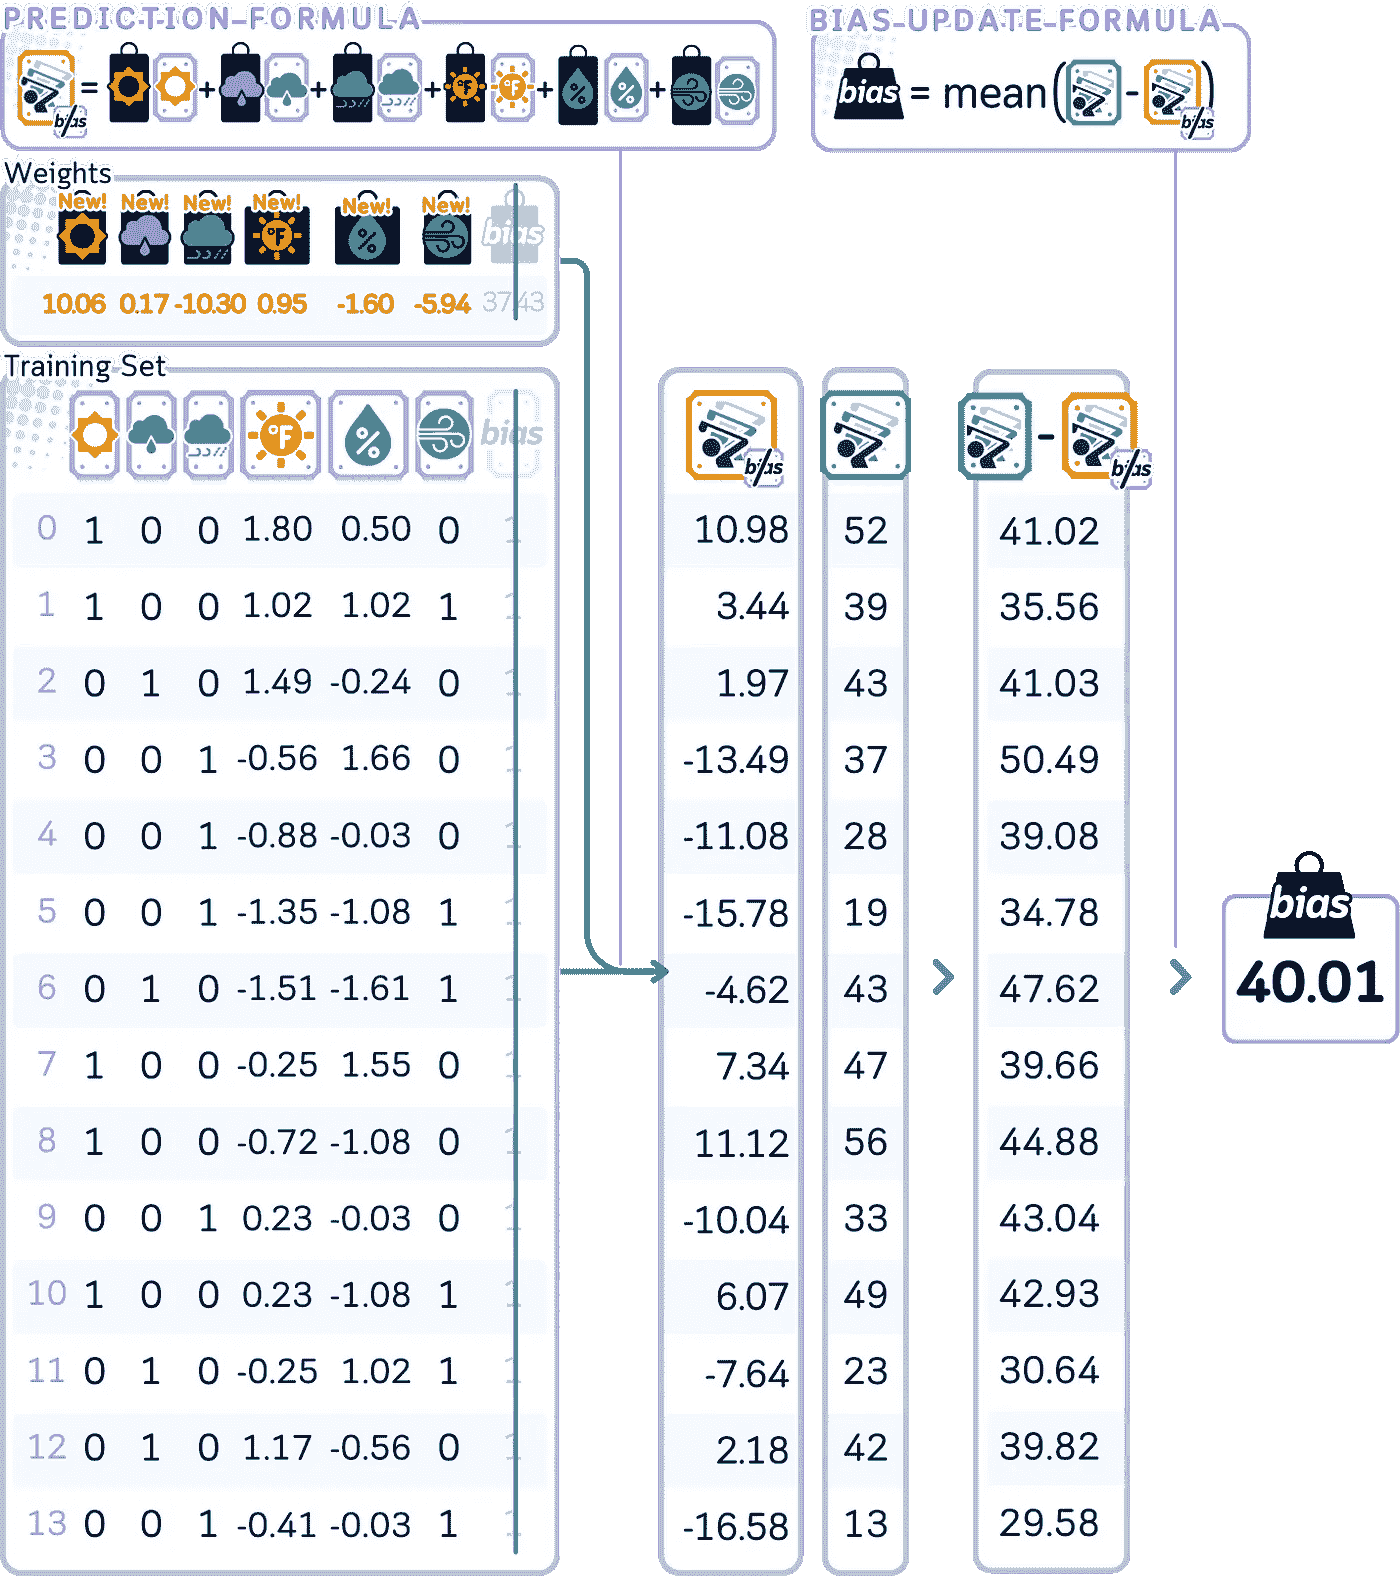 PREDICTION FORMULA
BIAS UPDATE FORMULA
= + + °F °F + % % +
bias
bias = mean( - )
bias
Weights
New! New! New! New! New! New!
°F % bias
10.06 0.17 -10.30 0.95 -1.60 -5.94 37.43
Training Set
°F % bias
bias
-
bias
0 1 0 0 1.80 0.50 0 1 10.98 52 41.02
1 1 0 0 1.02 1.02 1 1 3.44 39 35.56
2 0 1 0 1.49 -0.24 0 1 1.97 43 41.03
3 0 0 1 -0.56 1.66 0 1 -13.49 37 50.49
4 0 0 1 -0.88 -0.03 0 1 -11.08 28 39.08
5 0 0 1 -1.35 -1.08 1 1 -15.78 19 34.78
6 0 1 0 -1.51 -1.61 1 1 -4.62 43 47.62
7 1 0 0 -0.25 1.55 0 1 7.34 47 39.66
8 1 0 0 -0.72 -1.08 0 1 11.12 56 44.88
9 0 0 1 0.23 -0.03 0 1 -10.04 33 43.04
10 1 0 0 0.23 -1.08 1 1 6.07 49 42.93
11 0 1 0 -0.25 1.02 1 1 -7.64 23 30.64
12 0 1 0 1.17 -0.56 0 1 2.18 42 39.82
13 0 0 1 -0.41 -0.03 1 1 -16.58 13 29.58
bias
40.01